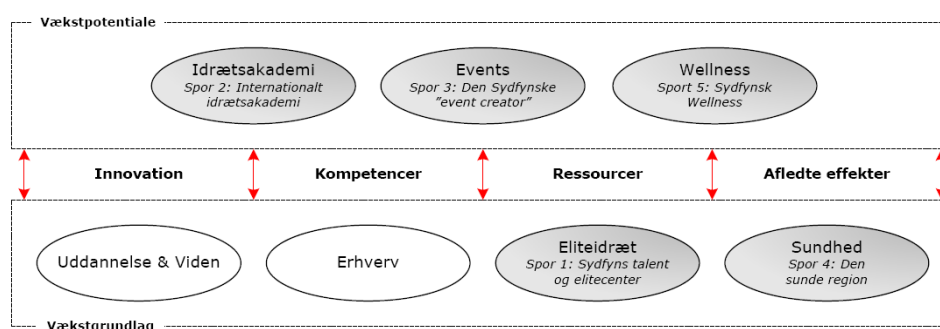 Vækstpotentiale
Idrætsakademi
Spor 2: Internationalt
idrætsakademi
Events
Spor 3: Den Sydfynske
"event creator"
Wellness
Sport 5: Sydfynsk
Wellness
Innovation
Kompetencer
Ressourcer
Afledte effekter
Uddannelse & Viden
Erhverv
Eliteidræt
Spor 1: Sydfyns talent
og elitecenter
Sundhed
Spor 4: Den
sunde region
Vækstgrundlag